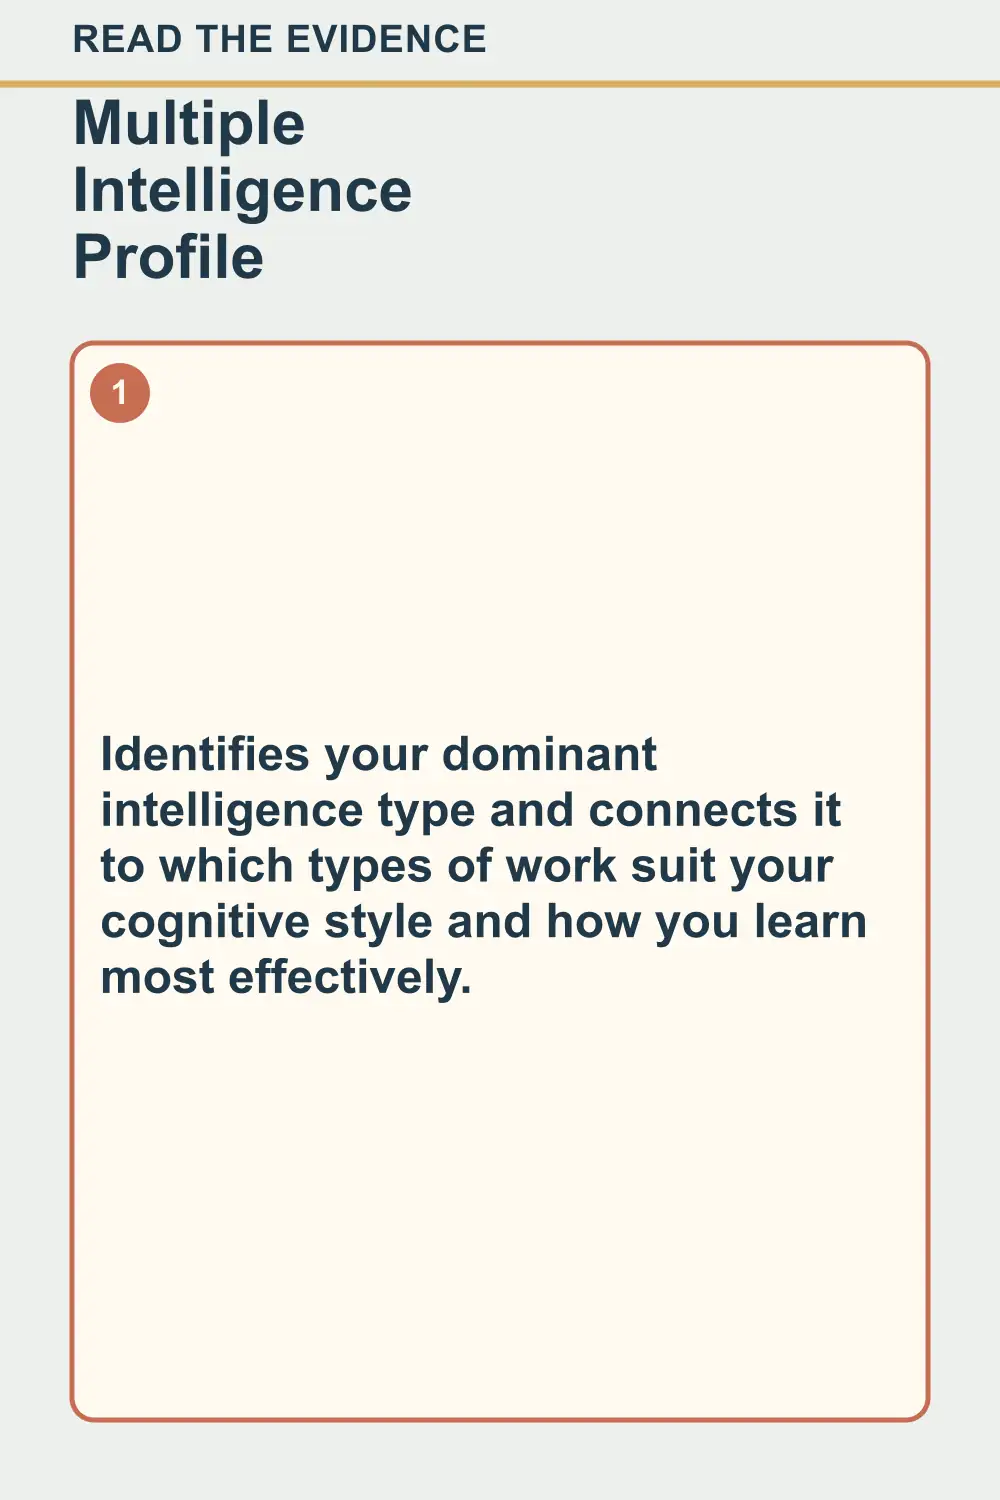 READ THE EVIDENCE
Multiple
Intelligence
Profile
1
Identifies your dominant
intelligence type and connects it
to which types of work suit your
cognitive style and how you learn
most effectively.